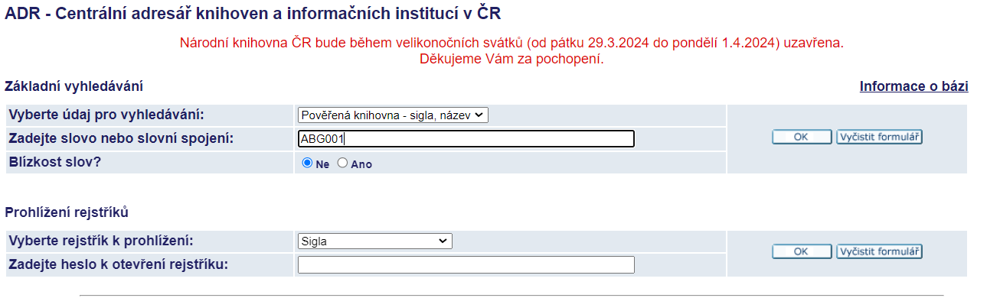 ADR - Centrální adresář knihoven a informačních institucí v ČR
Národní knihovna ČR bude během velikonočních svátků (od pátku 29.3.2024 do pondělí 1.4.2024) uzavřena.
Děkujeme Vám za pochopení.
Základní vyhledávání Informace o bázi
Vyberte údaj pro vyhledávání: Pověřená knihovna - sigla, název
Zadejte slovo nebo slovní spojení: ABG001
OK Vyčistit formulář
Blízkost slov? Ne Ano
Prohlížení rejstříků
Vyberte rejstřík k prohlížení: Sigla
OK Vyčistit formulář
Zadejte heslo k otevření rejstříku: